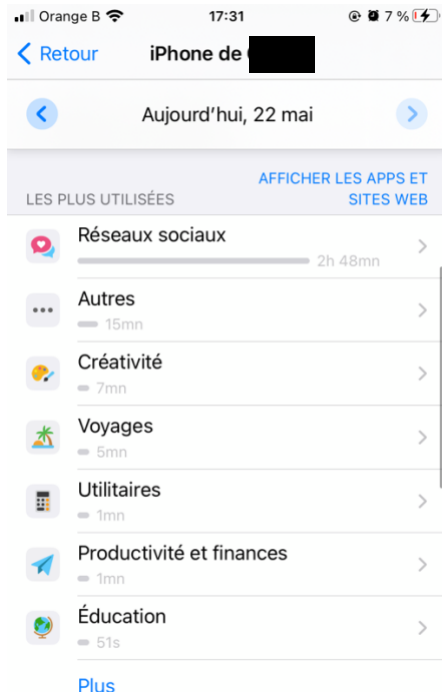 Orange B 17:31 7 %
Retour iPhone de
Aujourd’hui, 22 mai
AFFICHER LES APPS ET
LES PLUS UTILISÉES SITES WEB
Réseaux sociaux
2h 48mn
Autres
15mn
Créativité
7mn
Voyages
5mn
Utilitaires
1mn
Productivité et finances
1mn
Éducation
51s
Plus